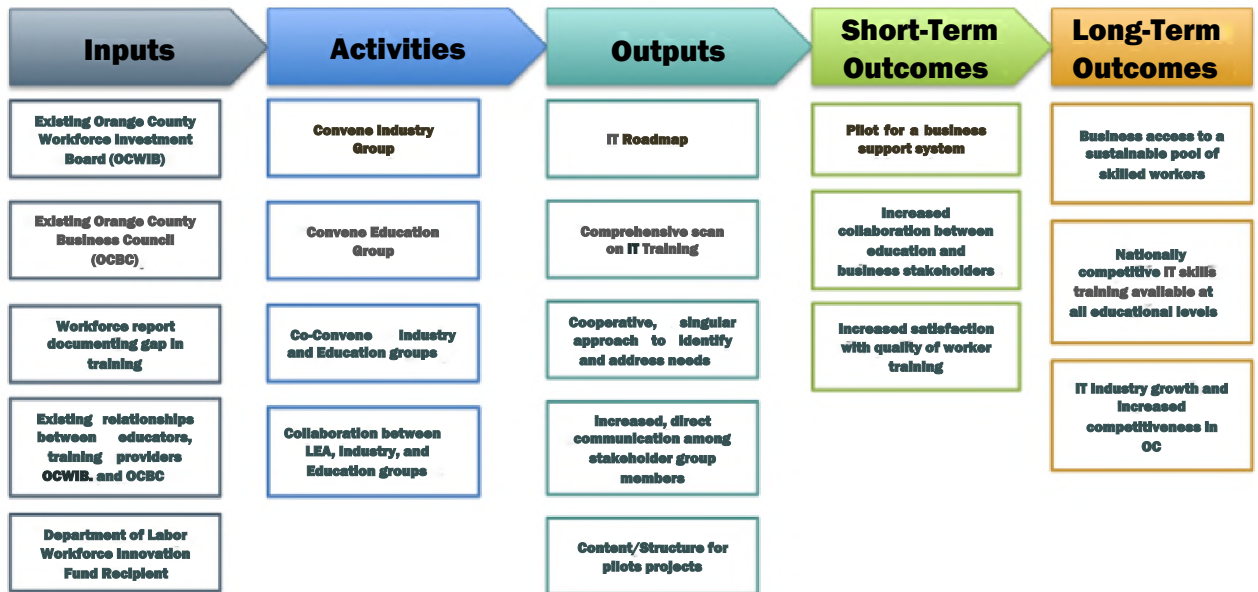 Inputs
Activities
Outputs
Short-Term
Outcomes
Long-Term
Outcomes
Existing Orange County
Workforce Investment
Board (OCWIB)
Existing Orange County
Business Council
(OCBC)
Workforce report
documenting gap in
training
Existing relationships
between educators,
training providers
OCWIB. and OCBC
Department of Labor
Workforce Innovation
Fund Recipient
Convene Industry
Group
Convene Education
Group
Co-Convene Industry
and Education groups
Collaboration between
LEA, Industry, and
Education groups
IT Roadmap
Comprehensive scan
on IT Training
Cooperative, singular
approach to identify
and address needs
Increased, direct
communication among
stakeholder group
members
Content/Structure for
pilots projects
Pilot for a business
support system
Increased
collaboration between
education and
business stakeholders
Increased satisfaction
with quality of worker
training
Business access to a
sustainable pool of
skilled workers
Nationally
competitive IT skills
training available at
all educational levels
IT Industry growth and
increased
competitiveness in
OC